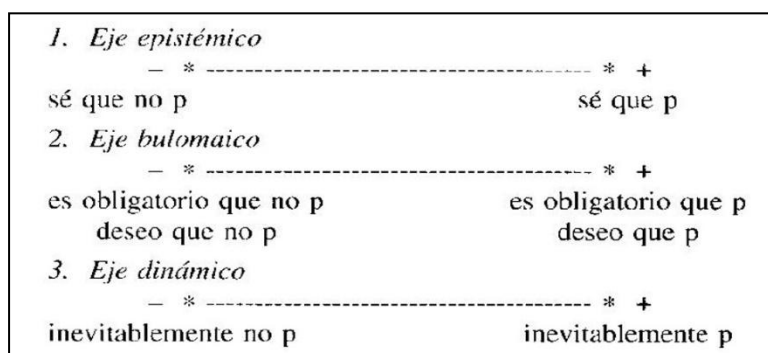 1. Eje epistémico
– * ------------------------------------- * +
sé que no p sé que p
2. Eje bulomaico
– * ------------------------------------- * +
es obligatorio que no p es obligatorio que p
deseo que no p deseo que p
3. Eje dinámico
– * ------------------------------------- * +
inevitablemente no p inevitablemente p